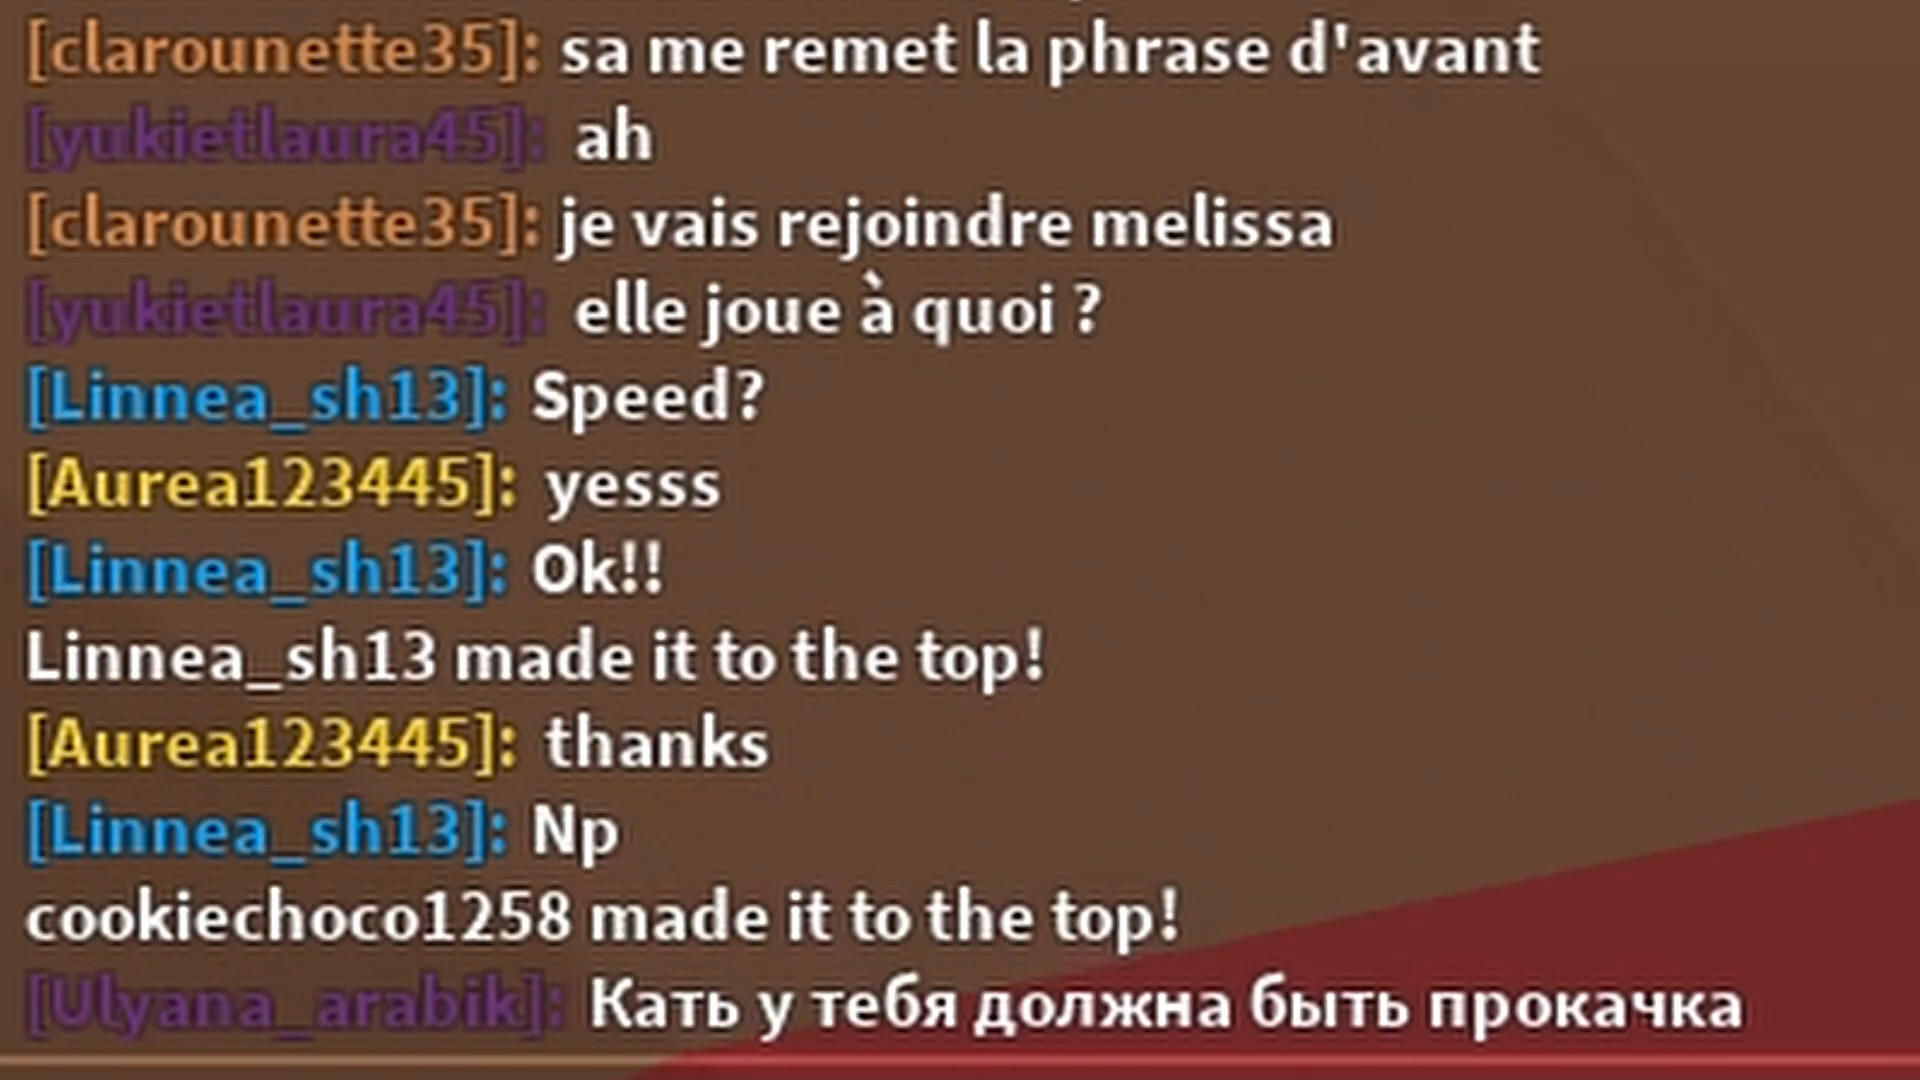 [clarounette35]: sa me remet la phrase d'avant
[yukietlaura45]: ah
[clarounette35]: je vais rejoindre melissa
[yukietlaura45]: elle joue à quoi ?
[Linnea_sh13]: Speed?
[Aurea123445]: yesss
[Linnea_sh13]: Ok!!
Linnea_sh13 made it to the top!
[Aurea123445]: thanks
[Linnea_sh13]: Np
cookiechoco1258 made it to the top!
[Ulyana_arabik]: Кать у тебя должна быть прокачка